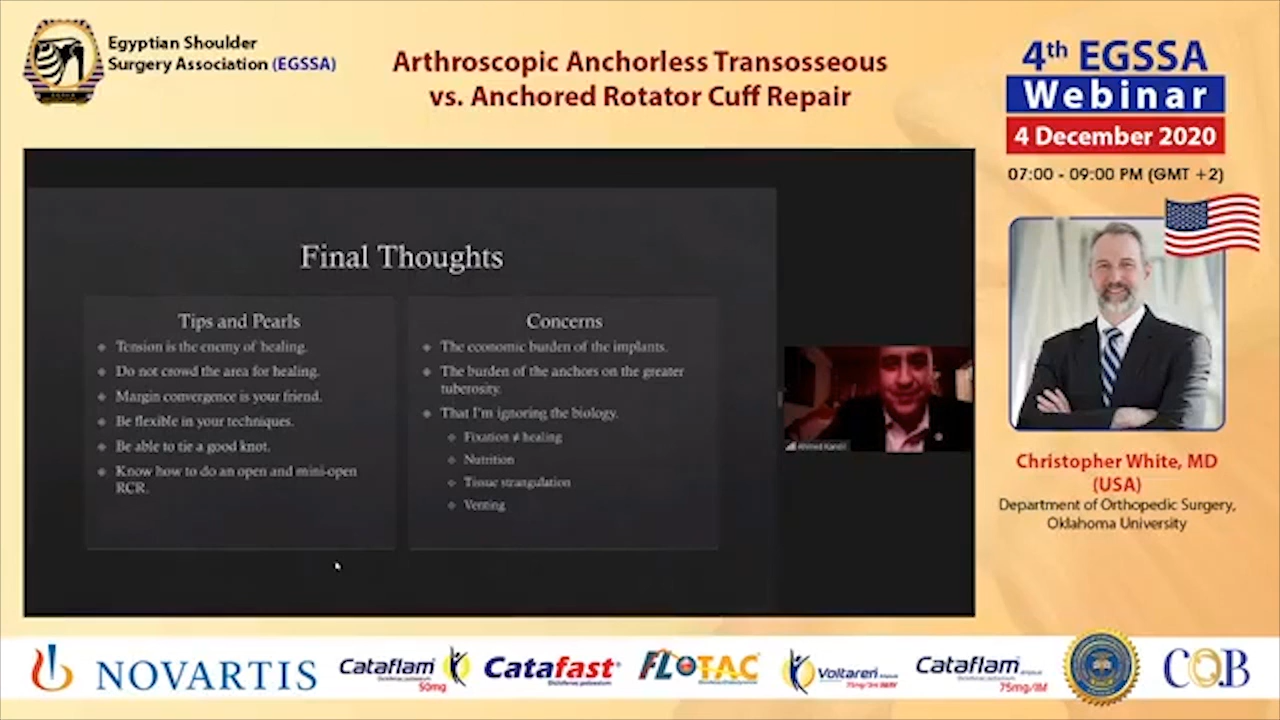 Egyptian Shoulder
Surgery Association (EGSSA)
Arthroscopic Anchorless Transosseous
vs. Anchored Rotator Cuff Repair
4th EGSSA
Webinar
4 December 2020
07:00 - 09:00 PM (GMT +2)
Final Thoughts
Tips and Pearls
Tension is the enemy of healing.
Do not crowd the area for healing.
Margin convergence is your friend.
Be flexible in your techniques.
Be able to tie a good knot.
Know how to do an open and mini-open
RCR.
Concerns
The economic burden of the implants.
The burden of the anchors on the greater
tuberosity.
That I'm ignoring the biology.
Fixation ≠ healing
Nutrition
Tissue strangulation
Venting
Ahmed Kandil
Christopher White, MD
(USA)
Department of Orthopedic Surgery,
Oklahoma University
NOVARTIS
Cataflam
50mg
Catafast
FLOTAC
Voltaren
Cataflam
75mg/IM